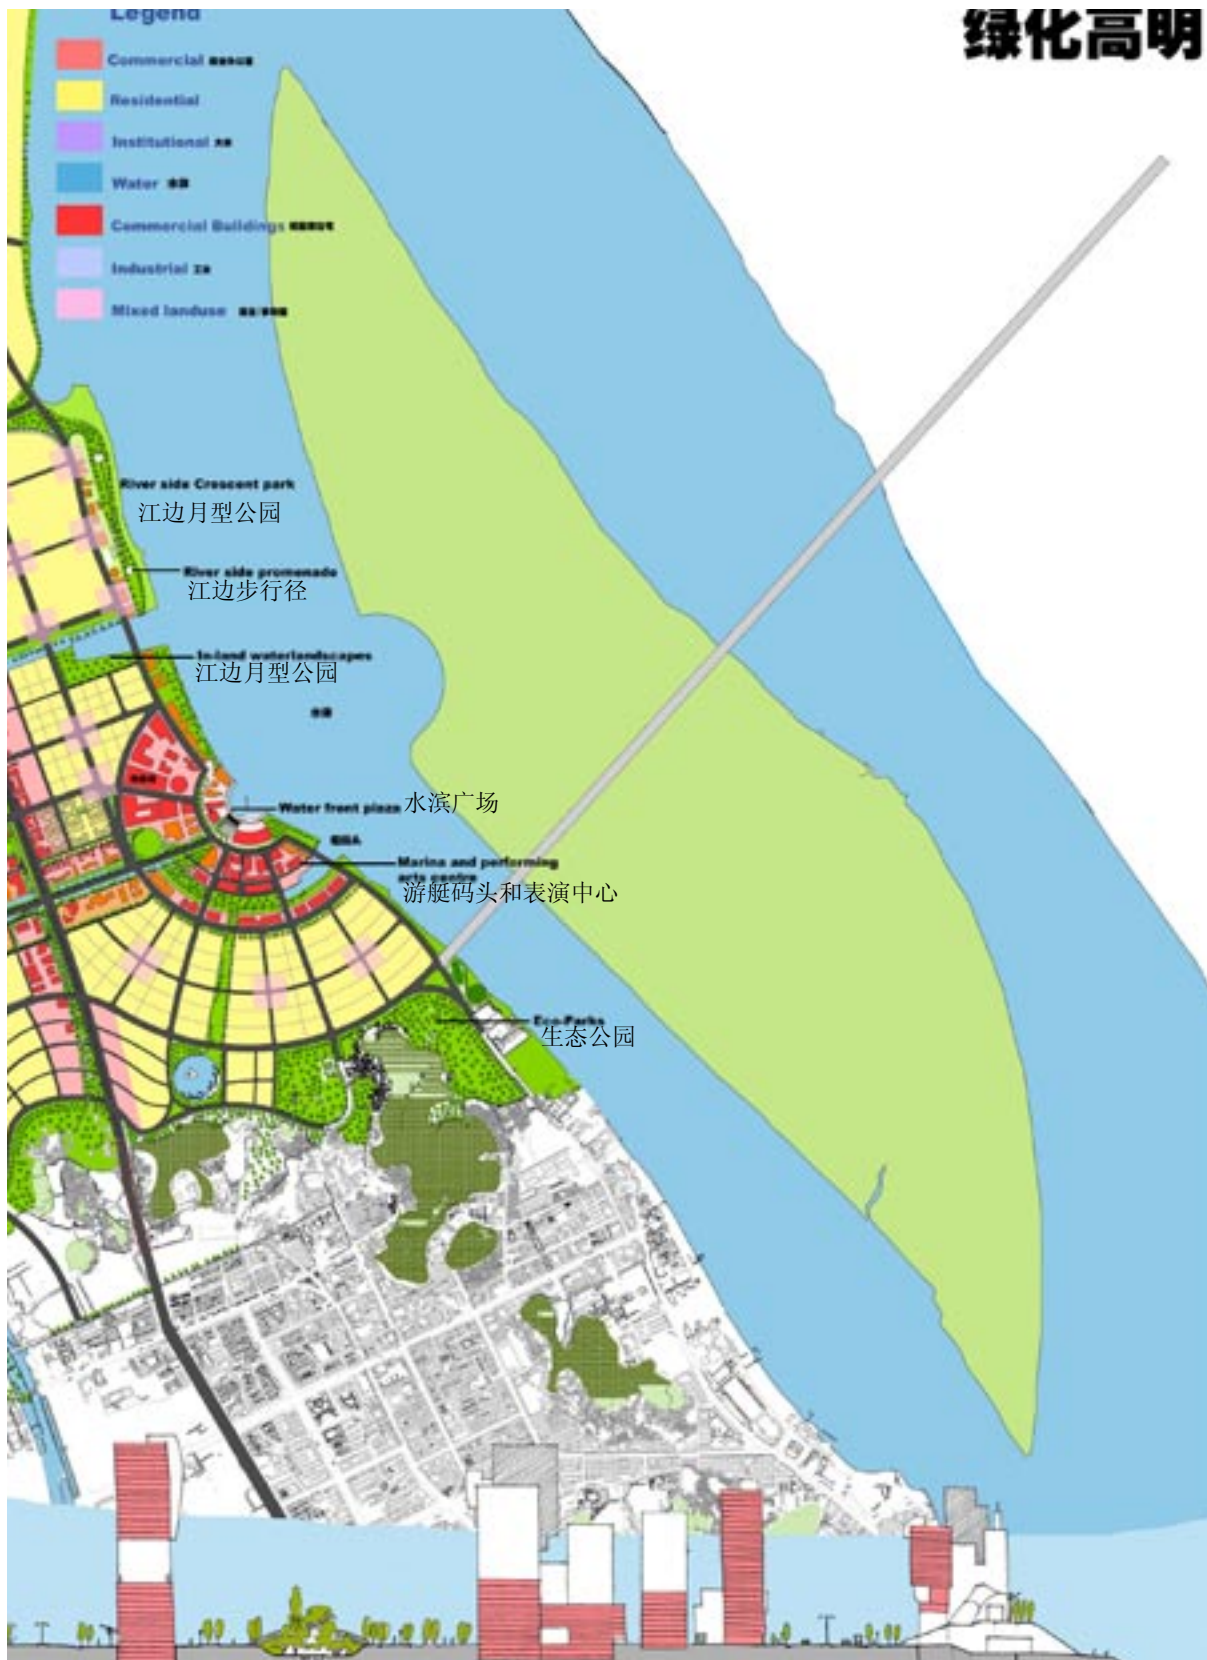 Legend
绿化高明
Commercial
Residential
Institutional
Water
Commercial Buildings
Industrial
Mixed landuse
River side Crescent park
江边月型公园
River side promenade
江边步行径
In-land waterlandscapes
江边月型公园
Water front plaza 水滨广场
Marina and performing
arts centre
游艇码头和表演中心
Eco-Parks
生态公园